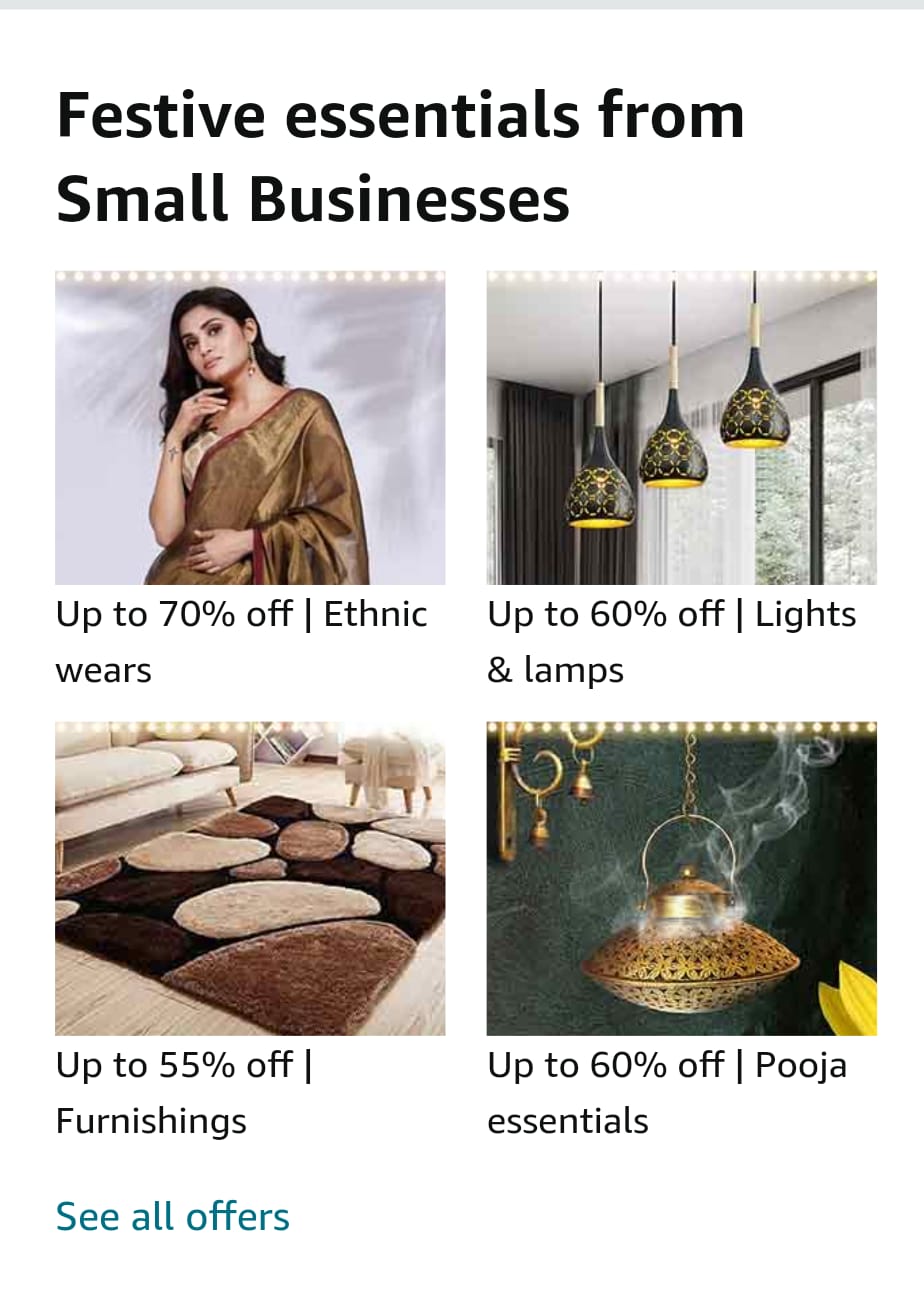 Festive essentials from
Small Businesses
Up to 70% off | Ethnic
wears
Up to 60% off | Lights
& lamps
Up to 55% off |
Furnishings
Up to 60% off | Pooja
essentials
See all offers